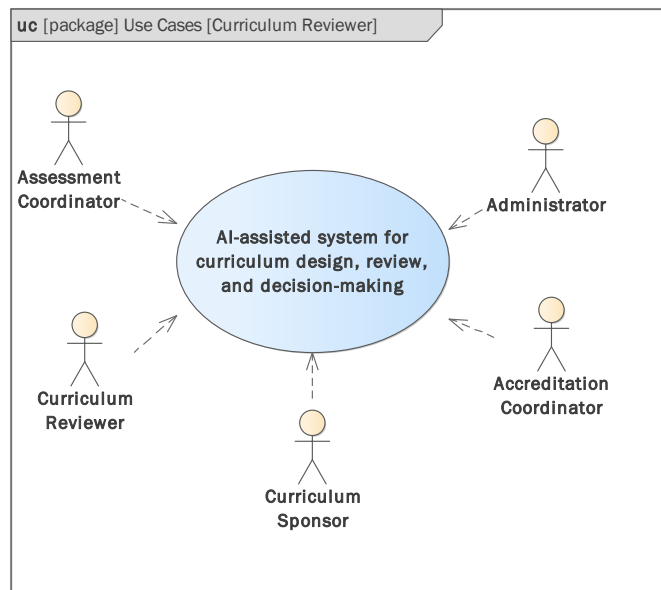 uc [package] Use Cases [Curriculum Reviewer]
Assessment
Coordinator
Administrator
AI-assisted system for
curriculum design, review,
and decision-making
Curriculum
Reviewer
Accreditation
Coordinator
Curriculum
Sponsor